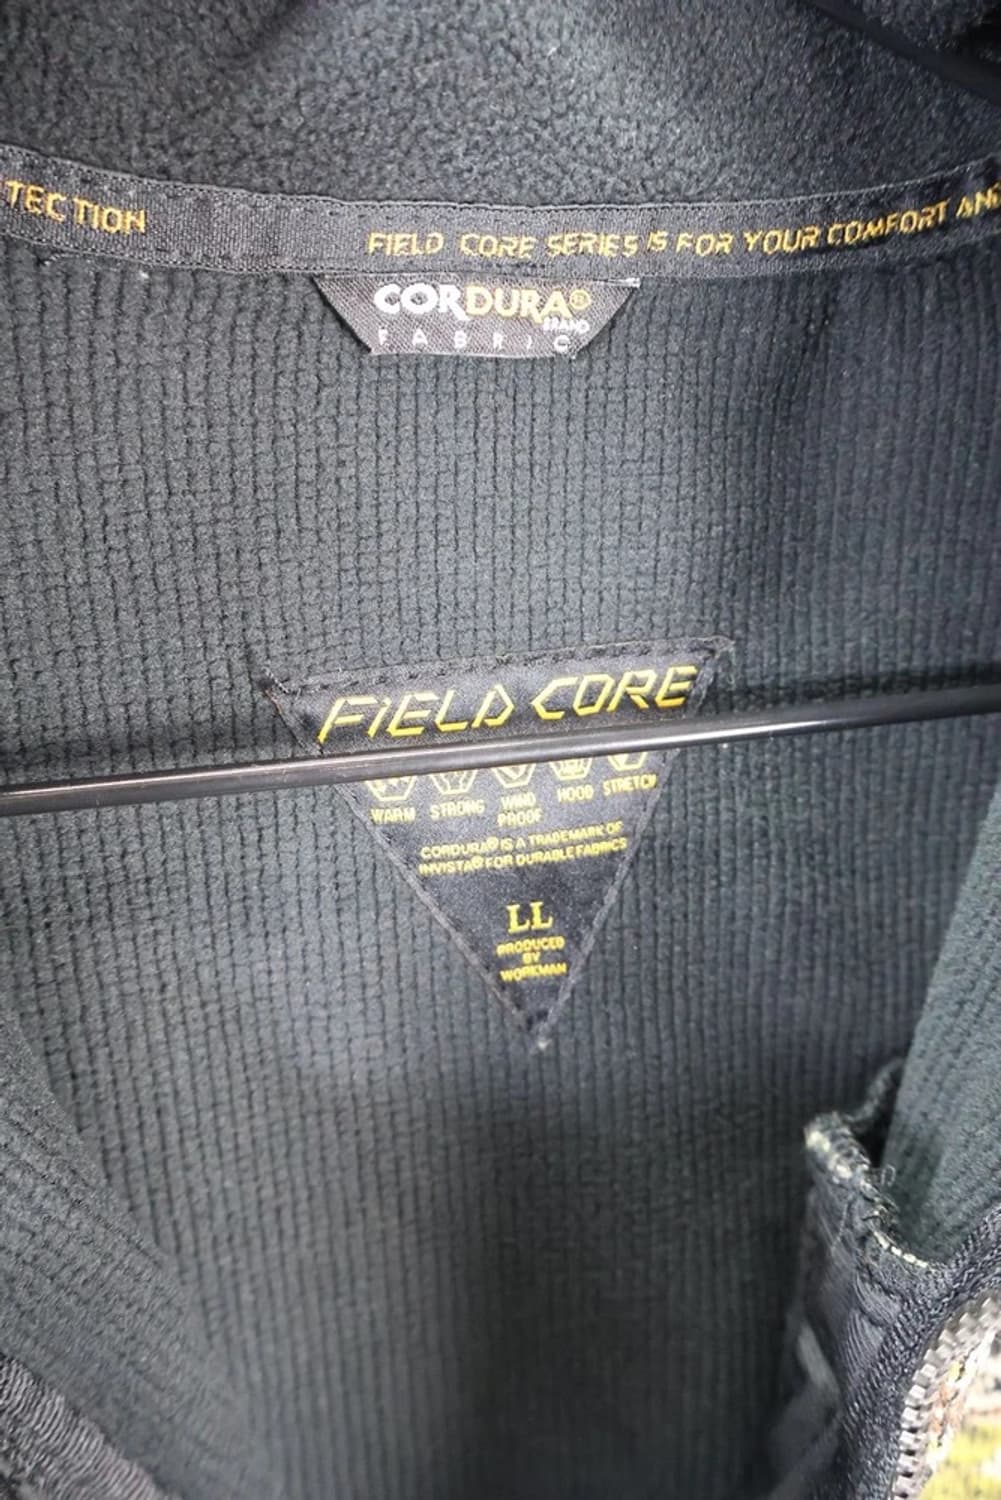 TECTION
FIELD CORE SERIES IS FOR YOUR COMFORT AND
CORDURA®
BRAND
FABRIC
FIELD CORE
WARM STRONG WIND PROOF HOOD STRETCH
CORDURA® IS A TRADEMARK OF
INVISTA® FOR DURABLE FABRICS
LL
PRODUCED
BY
WORKMAN